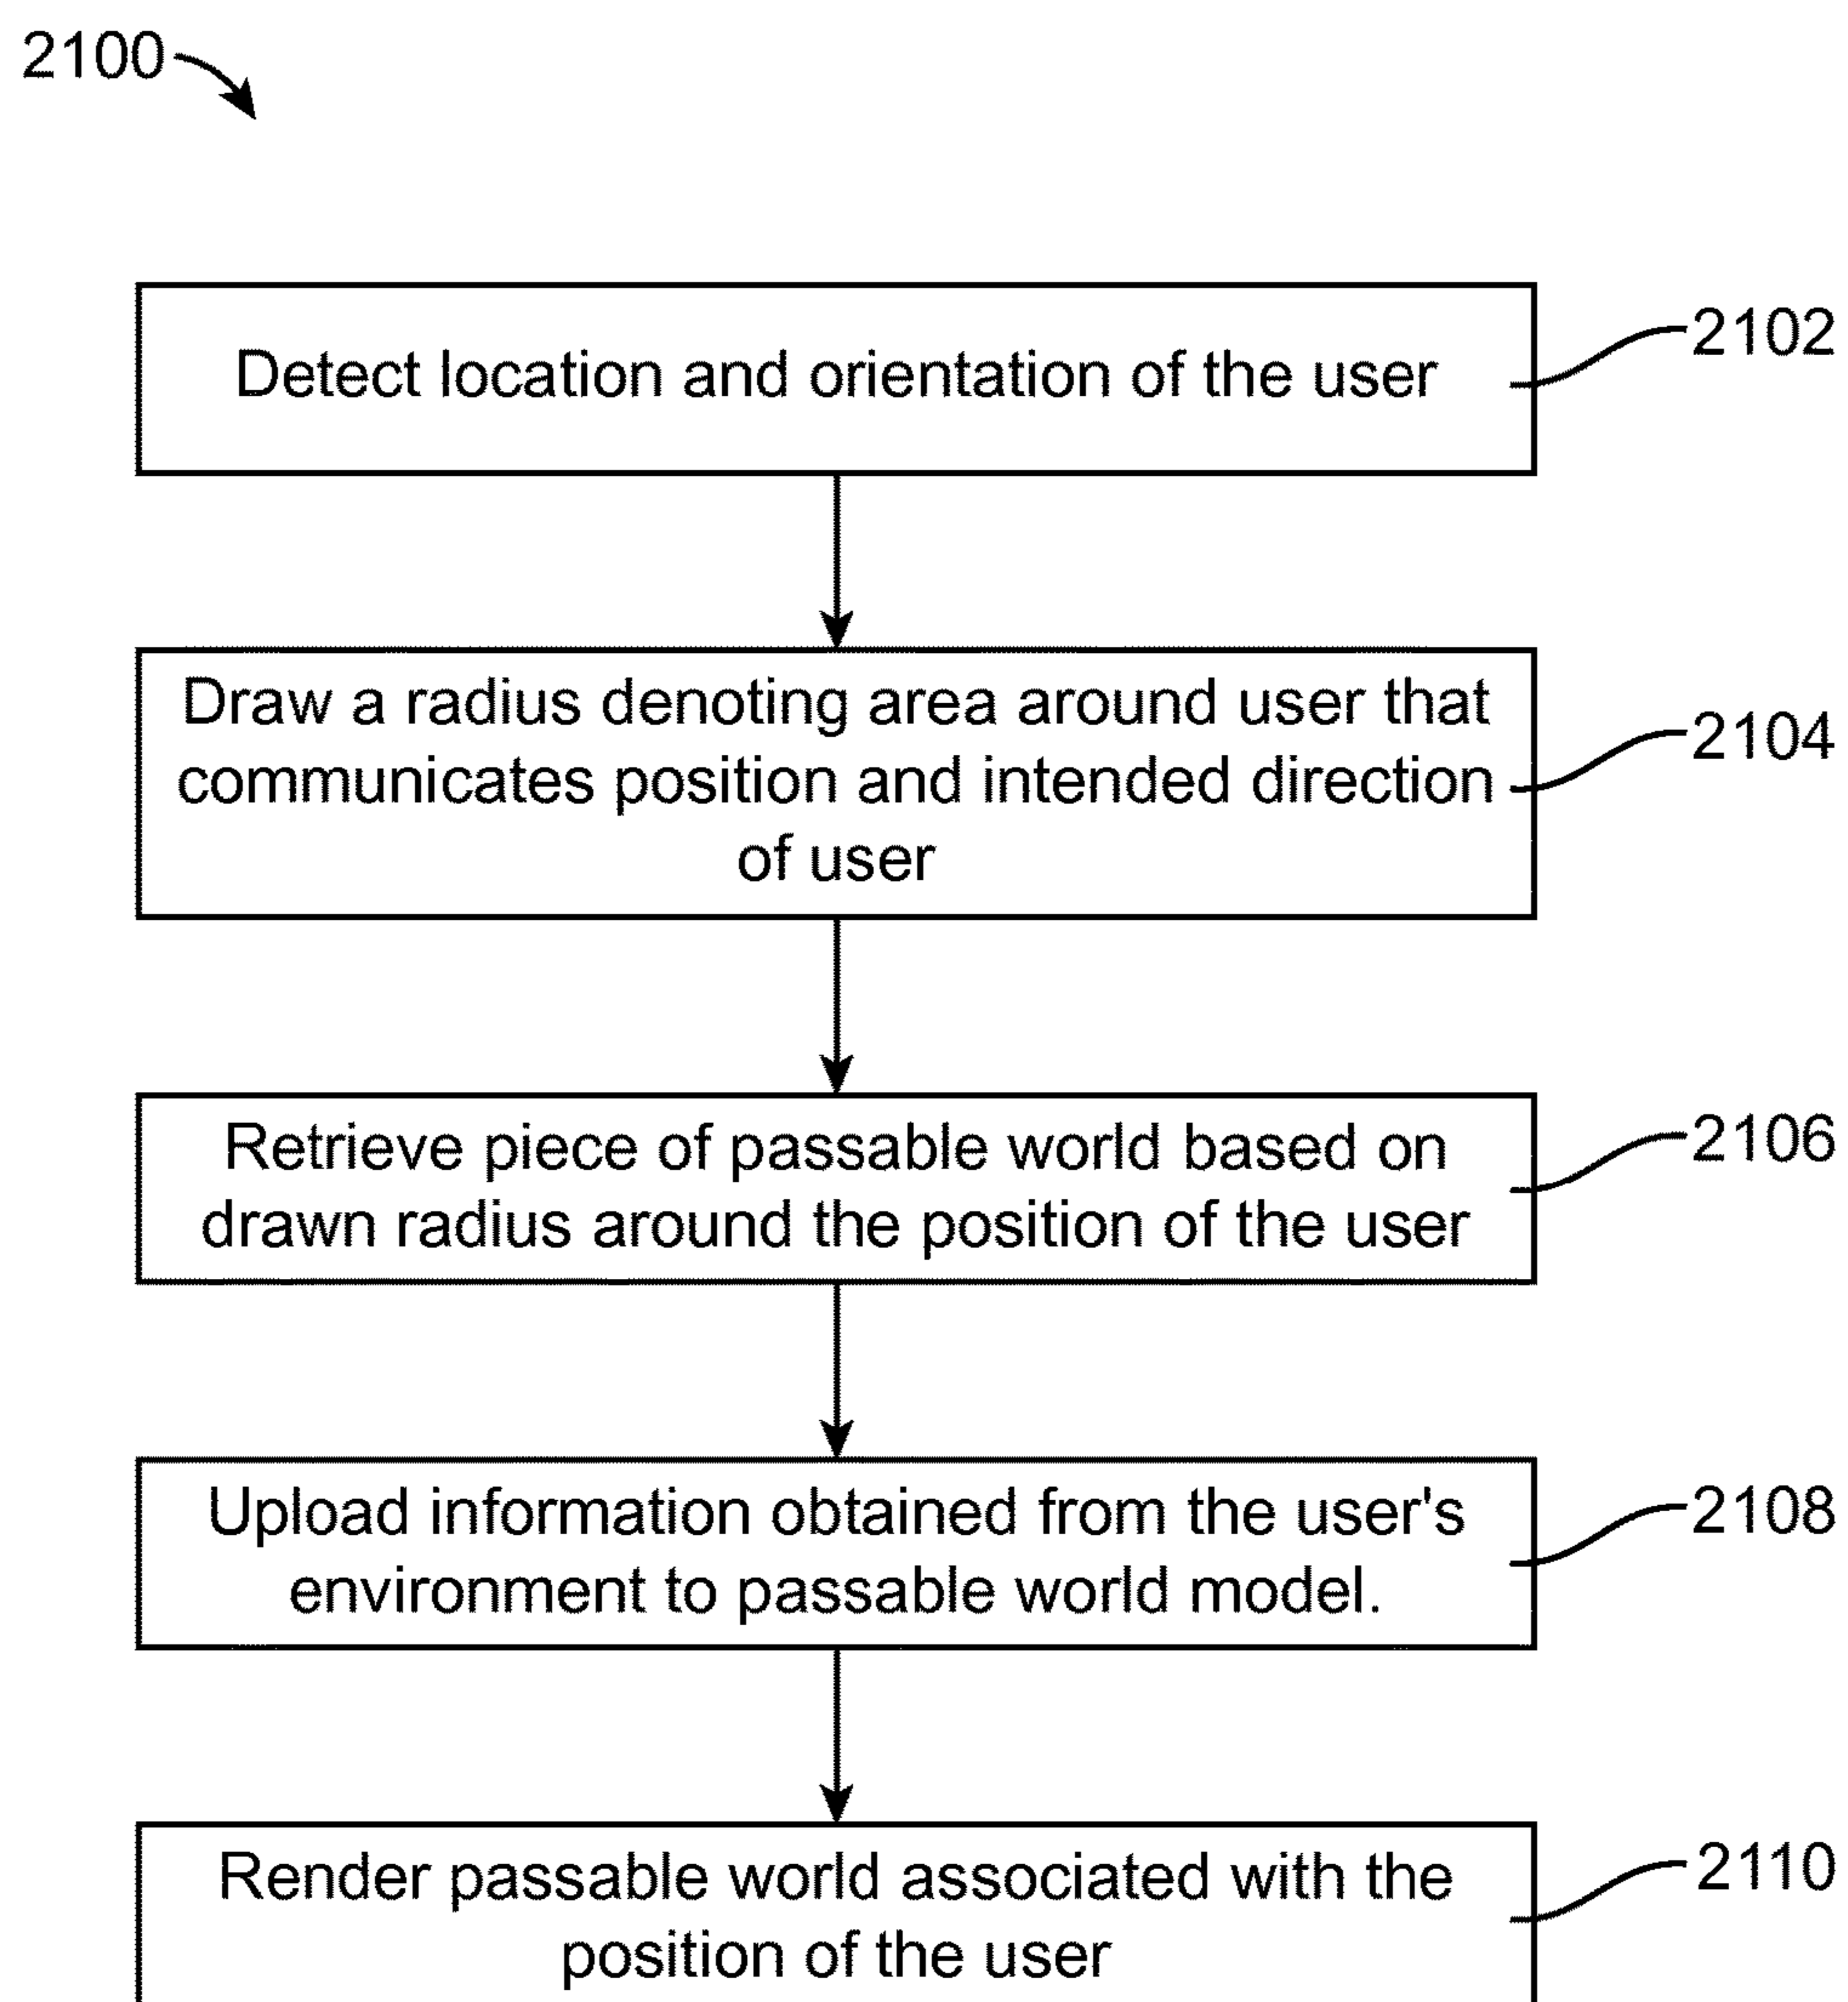 2100
Detect location and orientation of the user
2102
Draw a radius denoting area around user that
communicates position and intended direction
of user
2104
Retrieve piece of passable world based on
drawn radius around the position of the user
2106
Upload information obtained from the user's
environment to passable world model.
2108
Render passable world associated with the
position of the user
2110